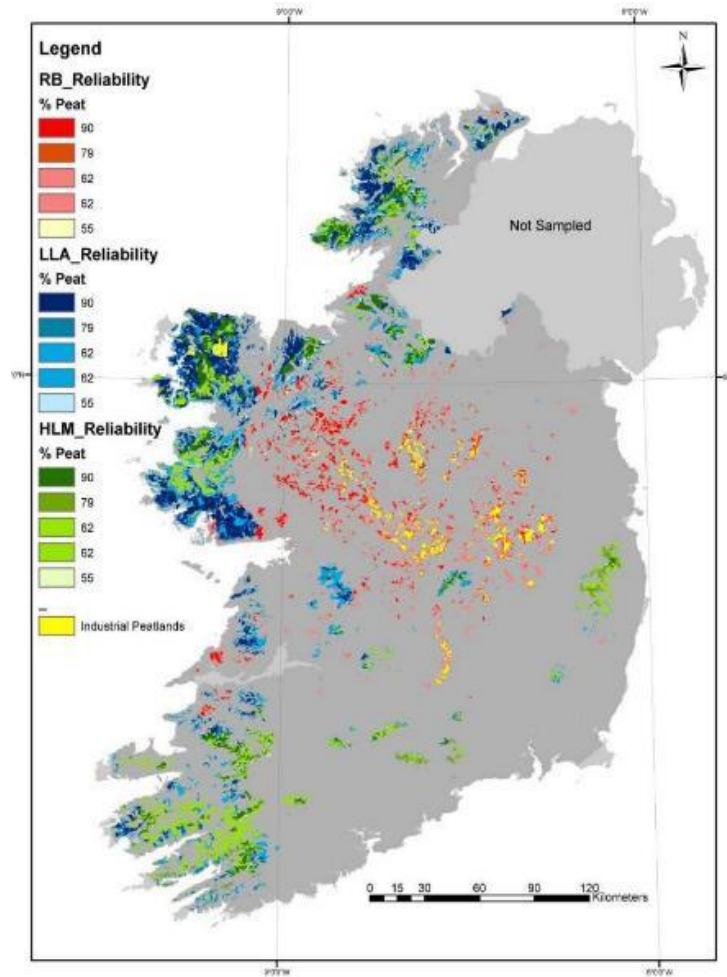 Legend
RB_Reliability
% Peat
90
79
62
62
55
LLA_Reliability
% Peat
90
79
62
62
55
HLM_Reliability
% Peat
90
79
62
62
55
Industrial Peatlands
N
Not Sampled
0 15 30 60 90 120
Kilometers